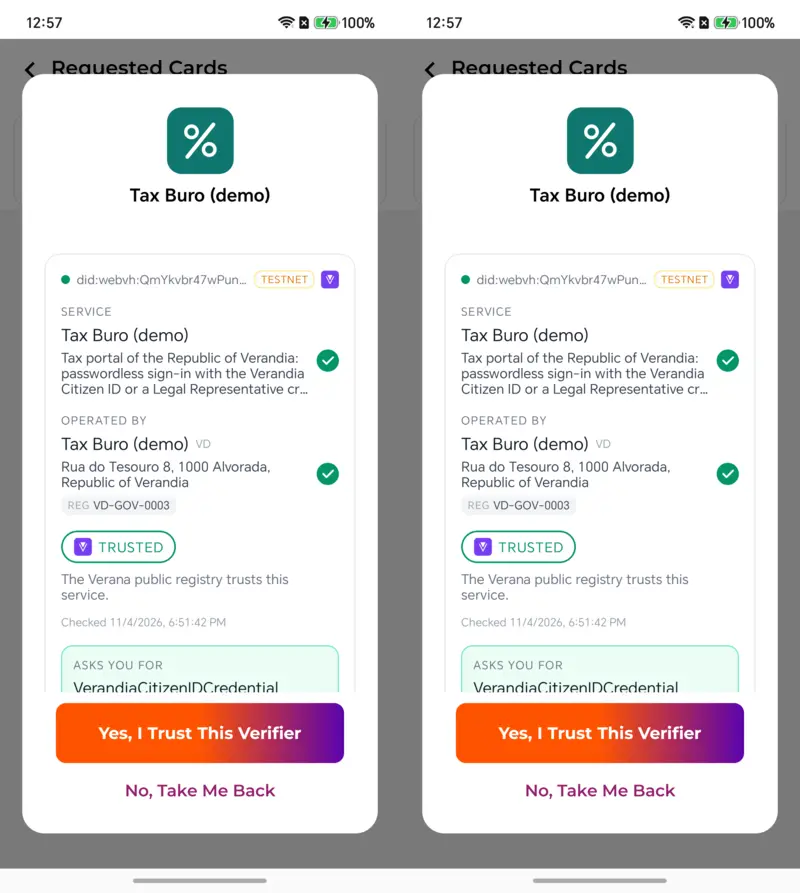 12:57
100%
Requested Cards
Tax Buro (demo)
did:webvh:QmYkvbr47wPun...
TESTNET
SERVICE
Tax Buro (demo)
Tax portal of the Republic of Verandia:
passwordless sign-in with the Verandia
Citizen ID or a Legal Representative cr...
OPERATED BY
Tax Buro (demo) VD
Rua do Tesouro 8, 1000 Alvorada,
Republic of Verandia
REG VD-GOV-0003
TRUSTED
The Verana public registry trusts this
service.
Checked 11/4/2026, 6:51:42 PM
ASKS YOU FOR
VerandiaCitizenIDCredential
Yes, I Trust This Verifier
No, Take Me Back
12:57
100%
Requested Cards
Tax Buro (demo)
did:webvh:QmYkvbr47wPun...
TESTNET
SERVICE
Tax Buro (demo)
Tax portal of the Republic of Verandia:
passwordless sign-in with the Verandia
Citizen ID or a Legal Representative cr...
OPERATED BY
Tax Buro (demo) VD
Rua do Tesouro 8, 1000 Alvorada,
Republic of Verandia
REG VD-GOV-0003
TRUSTED
The Verana public registry trusts this
service.
Checked 11/4/2026, 6:51:42 PM
ASKS YOU FOR
VerandiaCitizenIDCredential
Yes, I Trust This Verifier
No, Take Me Back